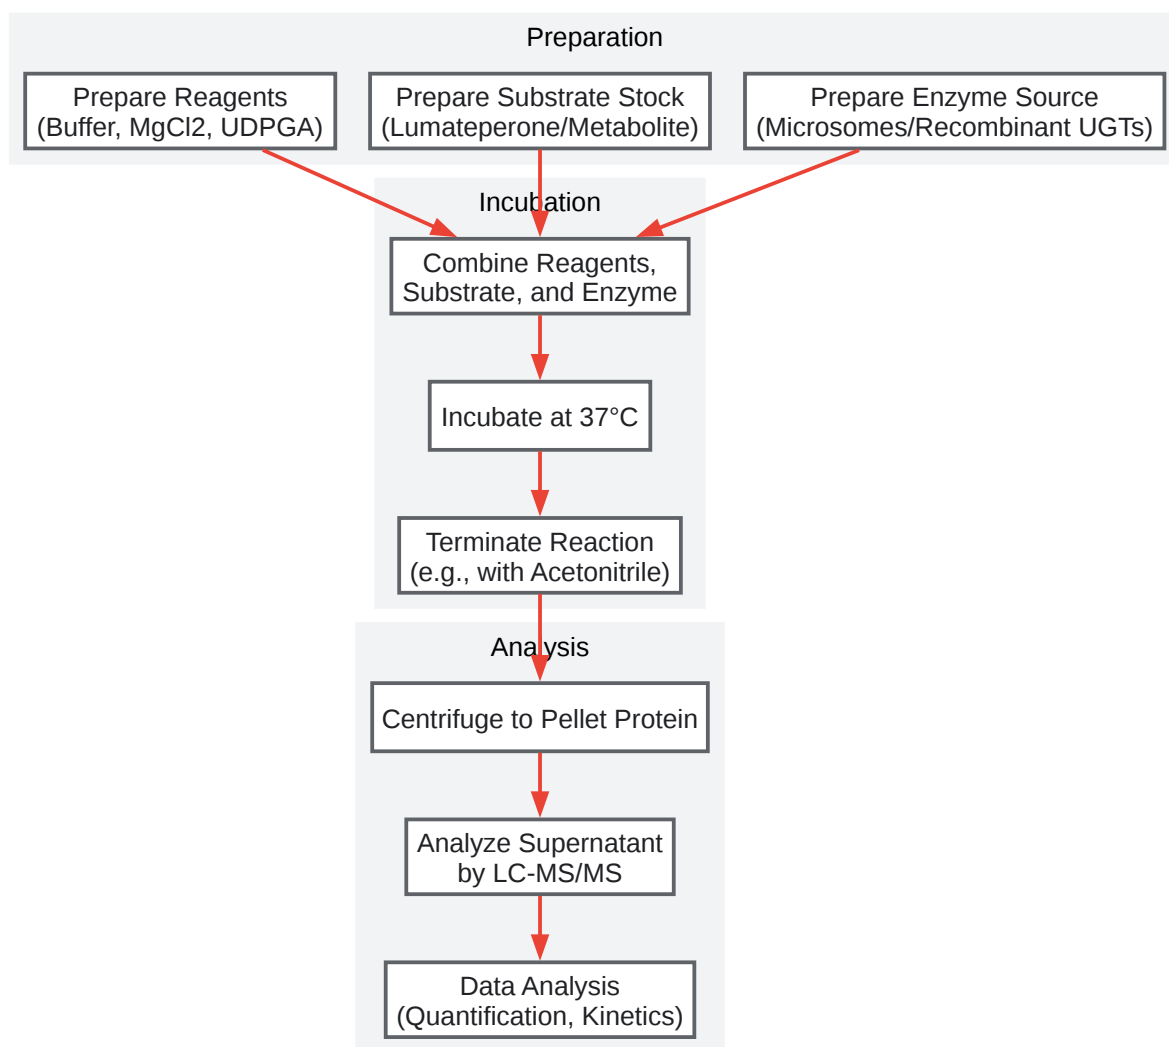 Preparation
Prepare Reagents
(Buffer, MgCl2, UDPGA)
Prepare Substrate Stock
(Lumateperone/Metabolite)
Prepare Enzyme Source
(Microsomes/Recombinant UGTs)
Incubation
Combine Reagents,
Substrate, and Enzyme
Incubate at 37°C
Terminate Reaction
(e.g., with Acetonitrile)
Analysis
Centrifuge to Pellet Protein
Analyze Supernatant
by LC-MS/MS
Data Analysis
(Quantification, Kinetics)